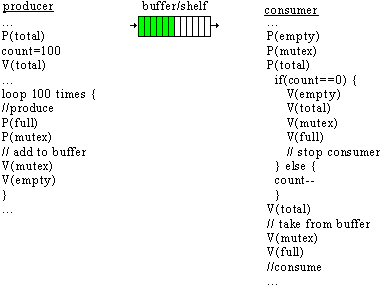 producer
...
P(total)
count=100
V(total)
...
loop 100 times {
//produce
P(full)
P(mutex)
// add to buffer
V(mutex)
V(empty)
}
...
buffer/shelf
consumer
...
P(empty)
P(mutex)
P(total)
if(count==0) {
V(empty)
V(total)
V(mutex)
V(full)
// stop consumer
} else {
count--
}
V(total)
// take from buffer
V(mutex)
V(full)
//consume
...